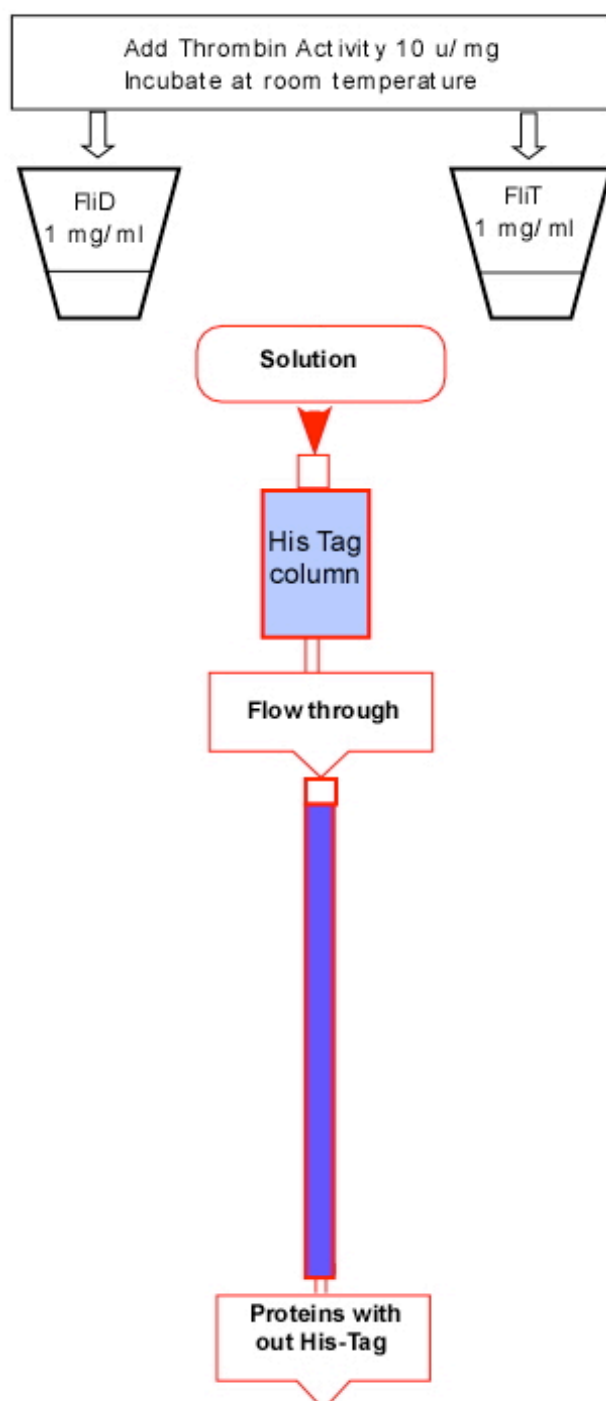 Add Thrombin Activity 10 u/mg
Incubate at room temperature
FliD
1 mg/ml
FliT
1 mg/ml
Solution
His Tag
column
Flow through
Proteins with
out His-Tag